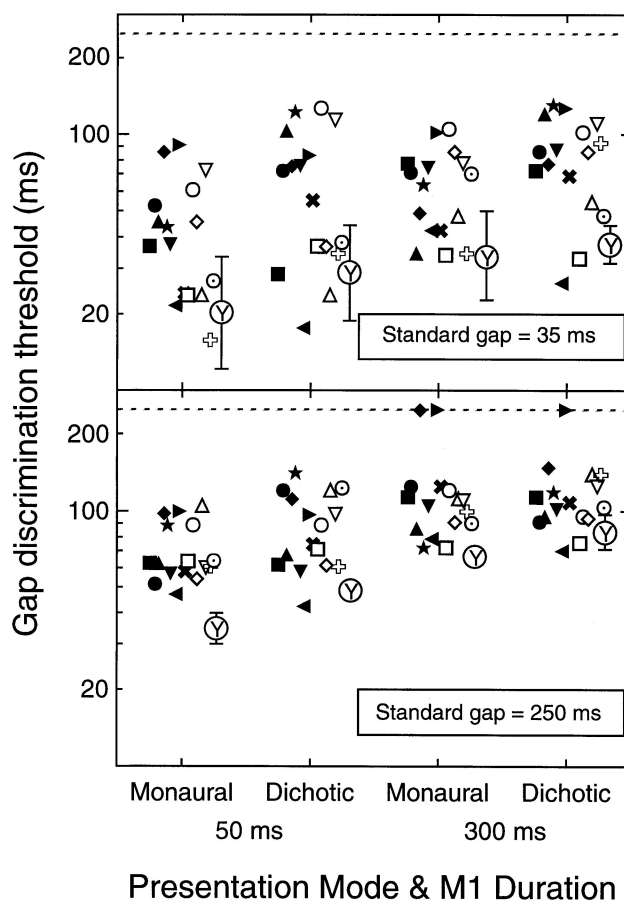 Gap discrimination threshold (ms)
200
100
20
Standard gap = 35 ms
Y
Y
Y
Y
200
100
20
Standard gap = 250 ms
Y
Y
Y
Y
Monaural Dichotic Monaural Dichotic
50 ms 300 ms
Presentation Mode & M1 Duration